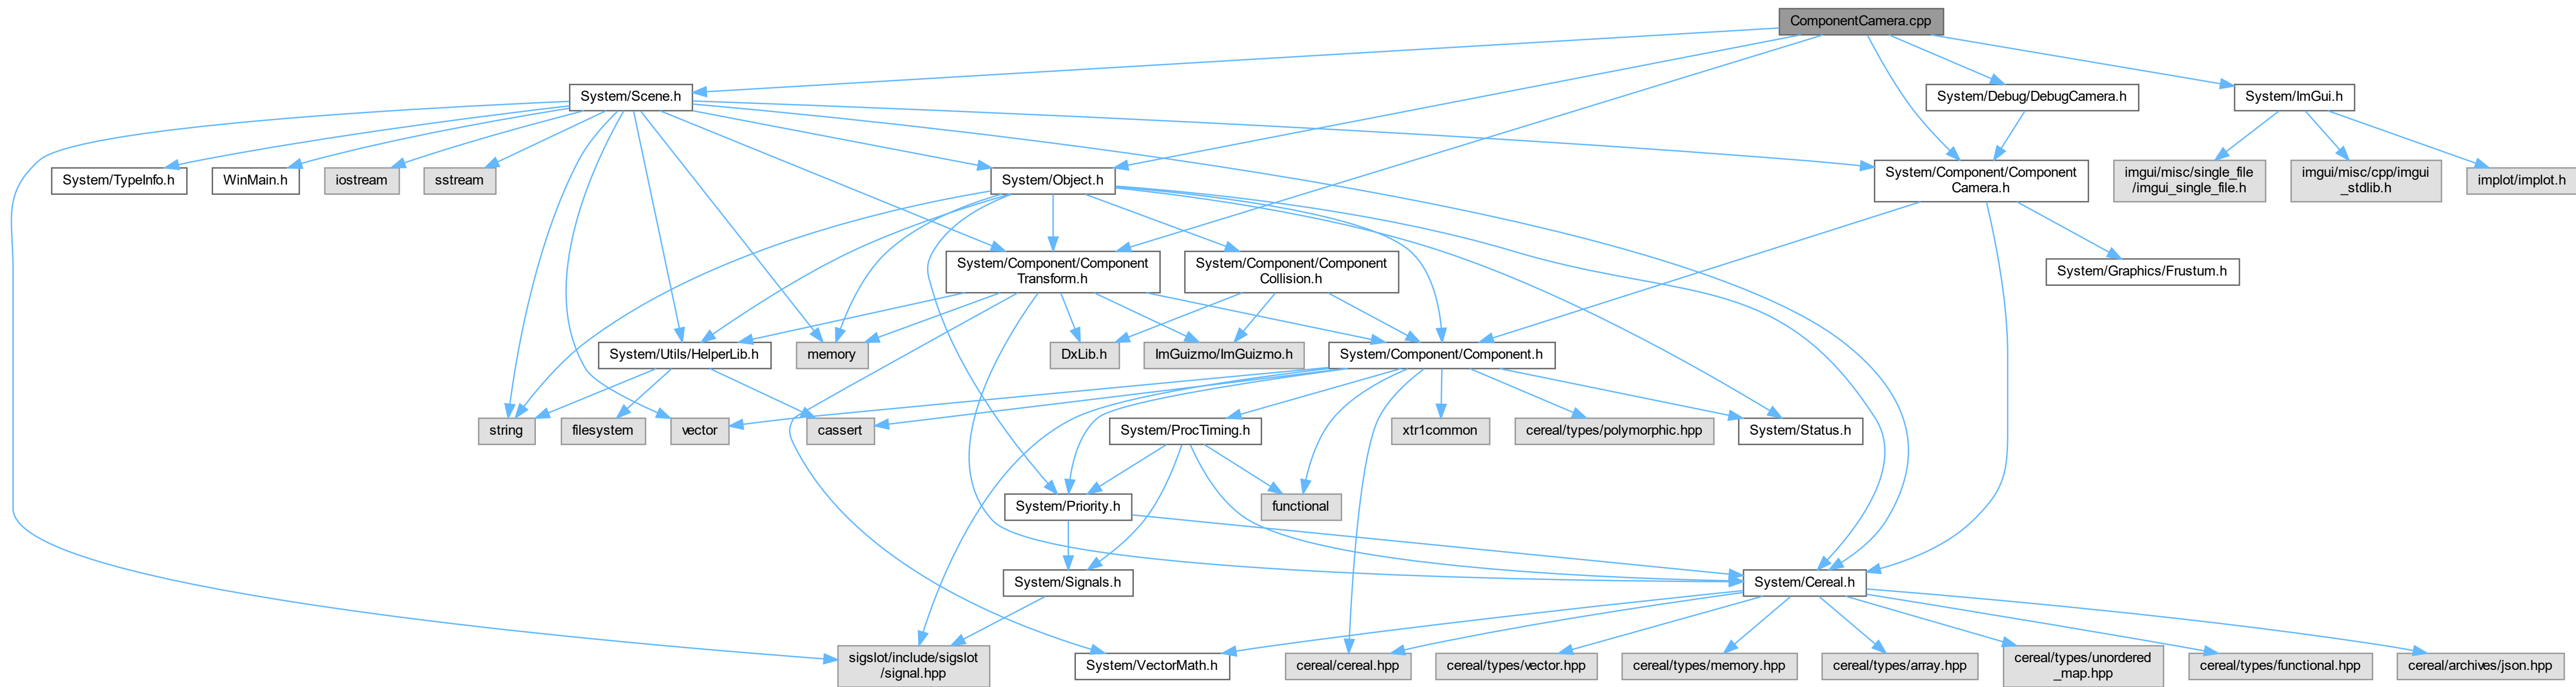 ComponentCamera.cpp
System/Scene.h
System/Debug/DebugCamera.h
System/ImGui.h
System/TypeInfo.h
WinMain.h
iostream
sstream
System/Object.h
System/Component/Component
Camera.h
imgui/misc/single_file
/imgui_single_file.h
imgui/misc/cpp/imgui
_stdlib.h
implot/implot.h
System/Component/Component
Transform.h
System/Component/Component
Collision.h
System/Graphics/Frustum.h
System/Utils/HelperLib.h
memory
DxLib.h
ImGuizmo/ImGuizmo.h
System/Component/Component.h
string
filesystem
vector
cassert
System/ProcTiming.h
xtr1common
cereal/types/polymorphic.hpp
System/Status.h
System/Priority.h
functional
System/Signals.h
System/Cereal.h
sigslot/include/sigslot
/signal.hpp
System/VectorMath.h
cereal/cereal.hpp
cereal/types/vector.hpp
cereal/types/memory.hpp
cereal/types/array.hpp
cereal/types/unordered
_map.hpp
cereal/types/functional.hpp
cereal/archives/json.hpp